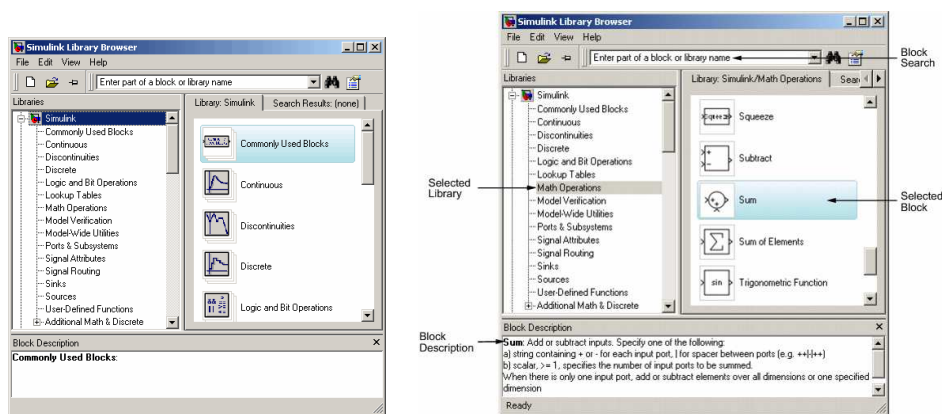 Simulink Library Browser
File Edit View Help
Enter part of a block or library name
Libraries
Library: Simulink Search Results: (none)
Simulink
Commonly Used Blocks
Continuous
Discontinuities
Discrete
Logic and Bit Operations
Lookup Tables
Math Operations
Model Verification
Model-Wide Utilities
Ports & Subsystems
Signal Attributes
Signal Routing
Sinks
Sources
User-Defined Functions
Additional Math & Discrete
Commonly Used Blocks
Continuous
Discontinuities
Discrete
Logic and Bit Operations
Block Description
Commonly Used Blocks:
Simulink Library Browser
File Edit View Help
Enter part of a block or library name
Block
Search
Libraries
Library: Simulink/Math Operations Sear
Simulink
Commonly Used Blocks
Continuous
Discontinuities
Discrete
Logic and Bit Operations
Lookup Tables
Math Operations
Model Verification
Model-Wide Utilities
Ports & Subsystems
Signal Attributes
Signal Routing
Sinks
Sources
User-Defined Functions
Additional Math & Discrete
Selected
Library
Squeeze
Subtract
Sum
Sum of Elements
sin
Trigonometric Function
Selected
Block
Block
Description
Block Description
Sum: Add or subtract inputs. Specify one of the following:
a) string containing + or - for each input port, | for spacer between ports (e.g. ++|-|++)
b) scalar, >= 1, specifies the number of input ports to be summed.
When there is only one input port, add or subtract elements over all dimensions or one specified
dimension
Ready